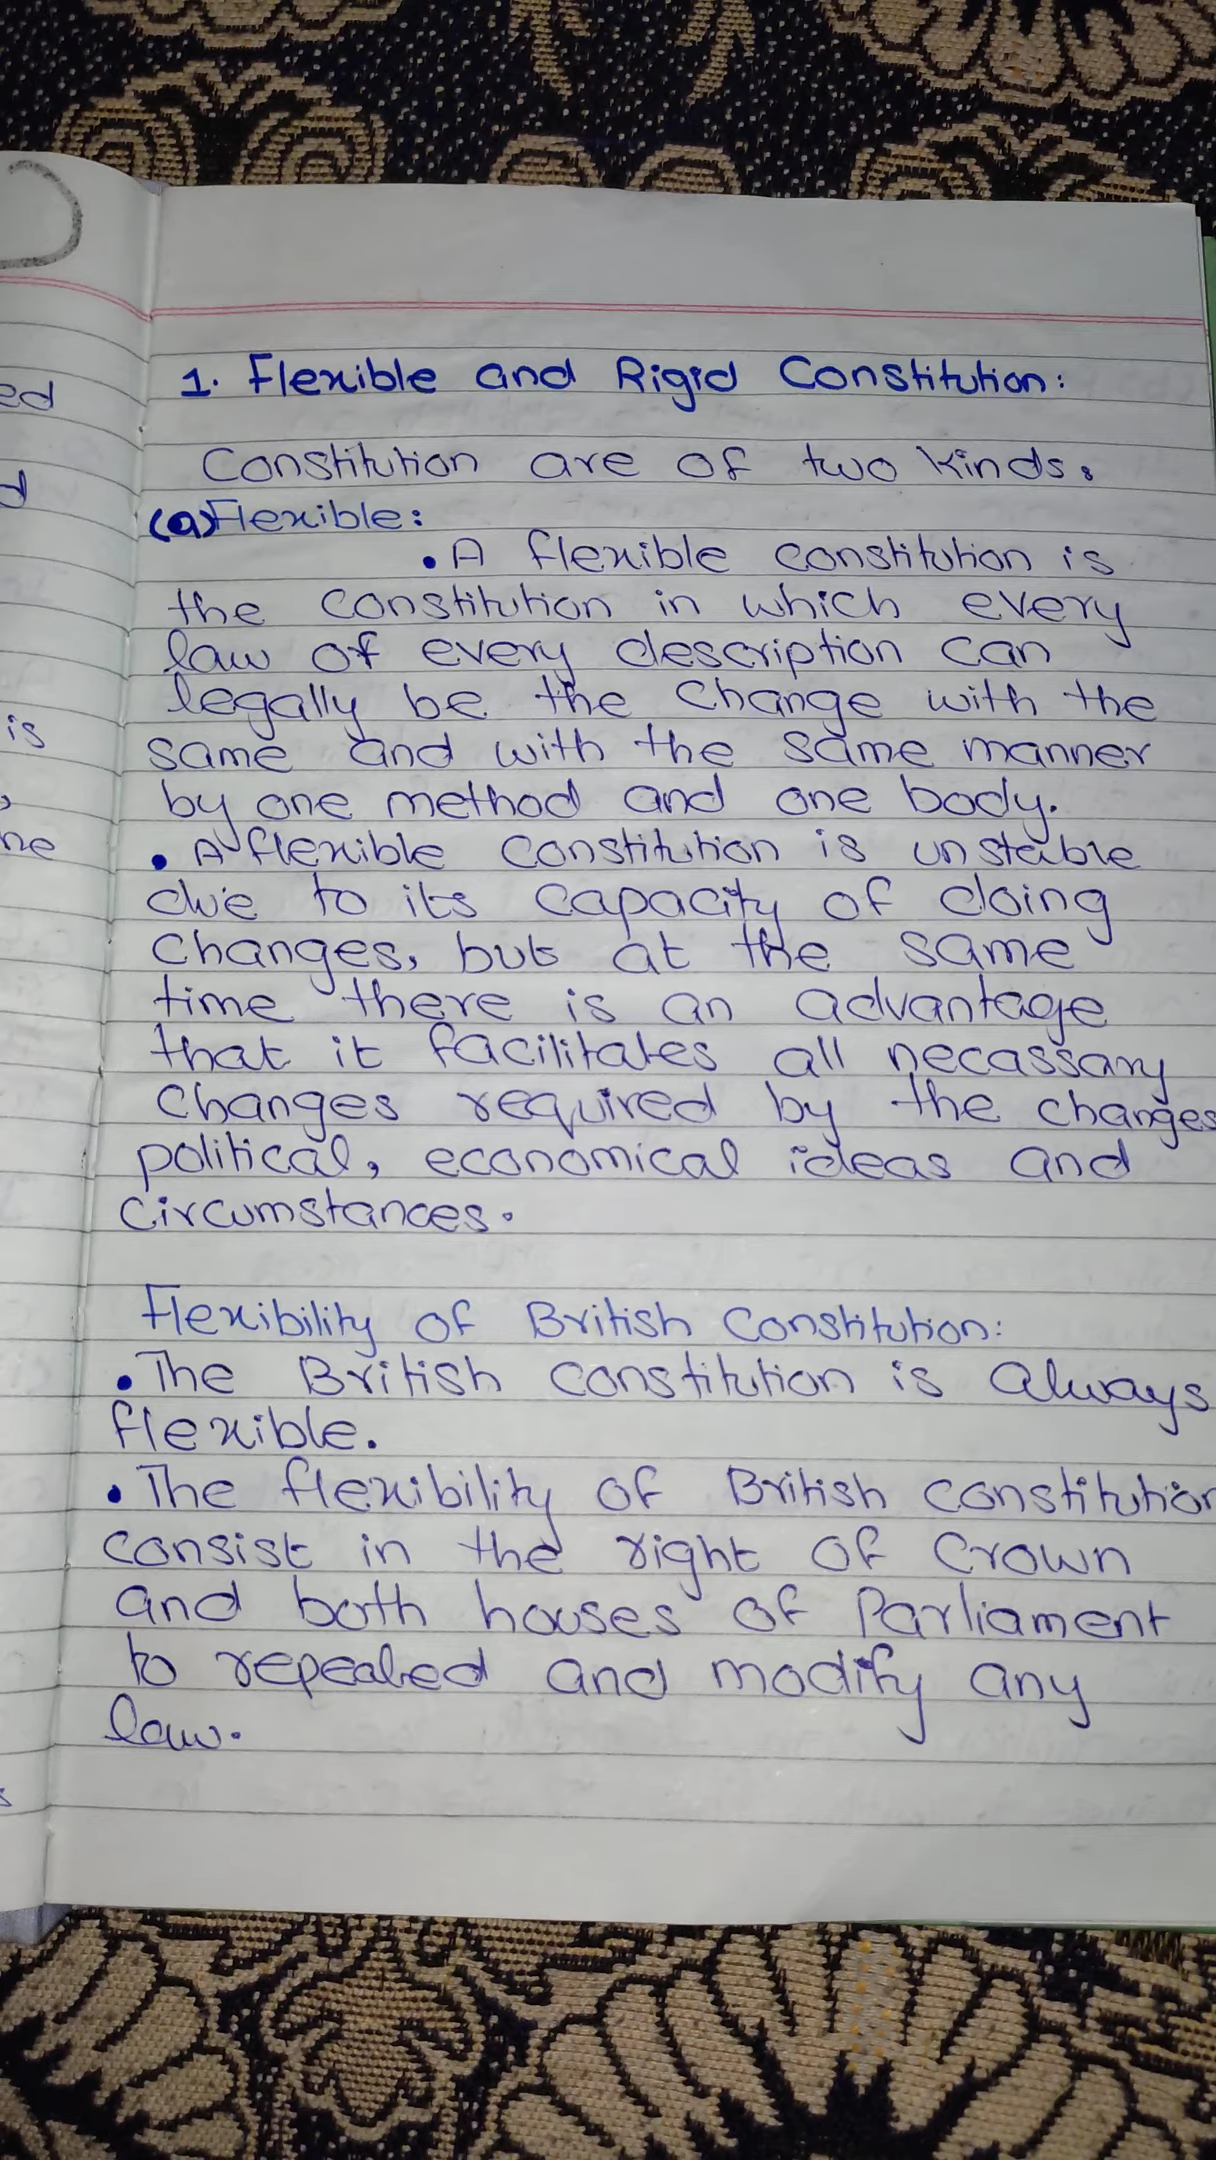 1. Flexible and Rigid Constitution:
Constitution are of two kinds.
(a) Flexible:
• A flexible constitution is
the constitution in which every
law of every description can
legally be the change with the
same and with the same manner
by one method and one body.
• A flexible constitution is unstable
due to its capacity of doing
changes, but at the same
time there is an advantage
that it facilitates all necassary
changes required by the changes
political, economical ideas and
circumstances.
Flexibility of British Constitution:
• The British constitution is always
flexible.
• The flexibility of British constitution
consist in the right of Crown
and both houses of Parliament
to repealed and modify any
law.
ed
d
is
ne
s